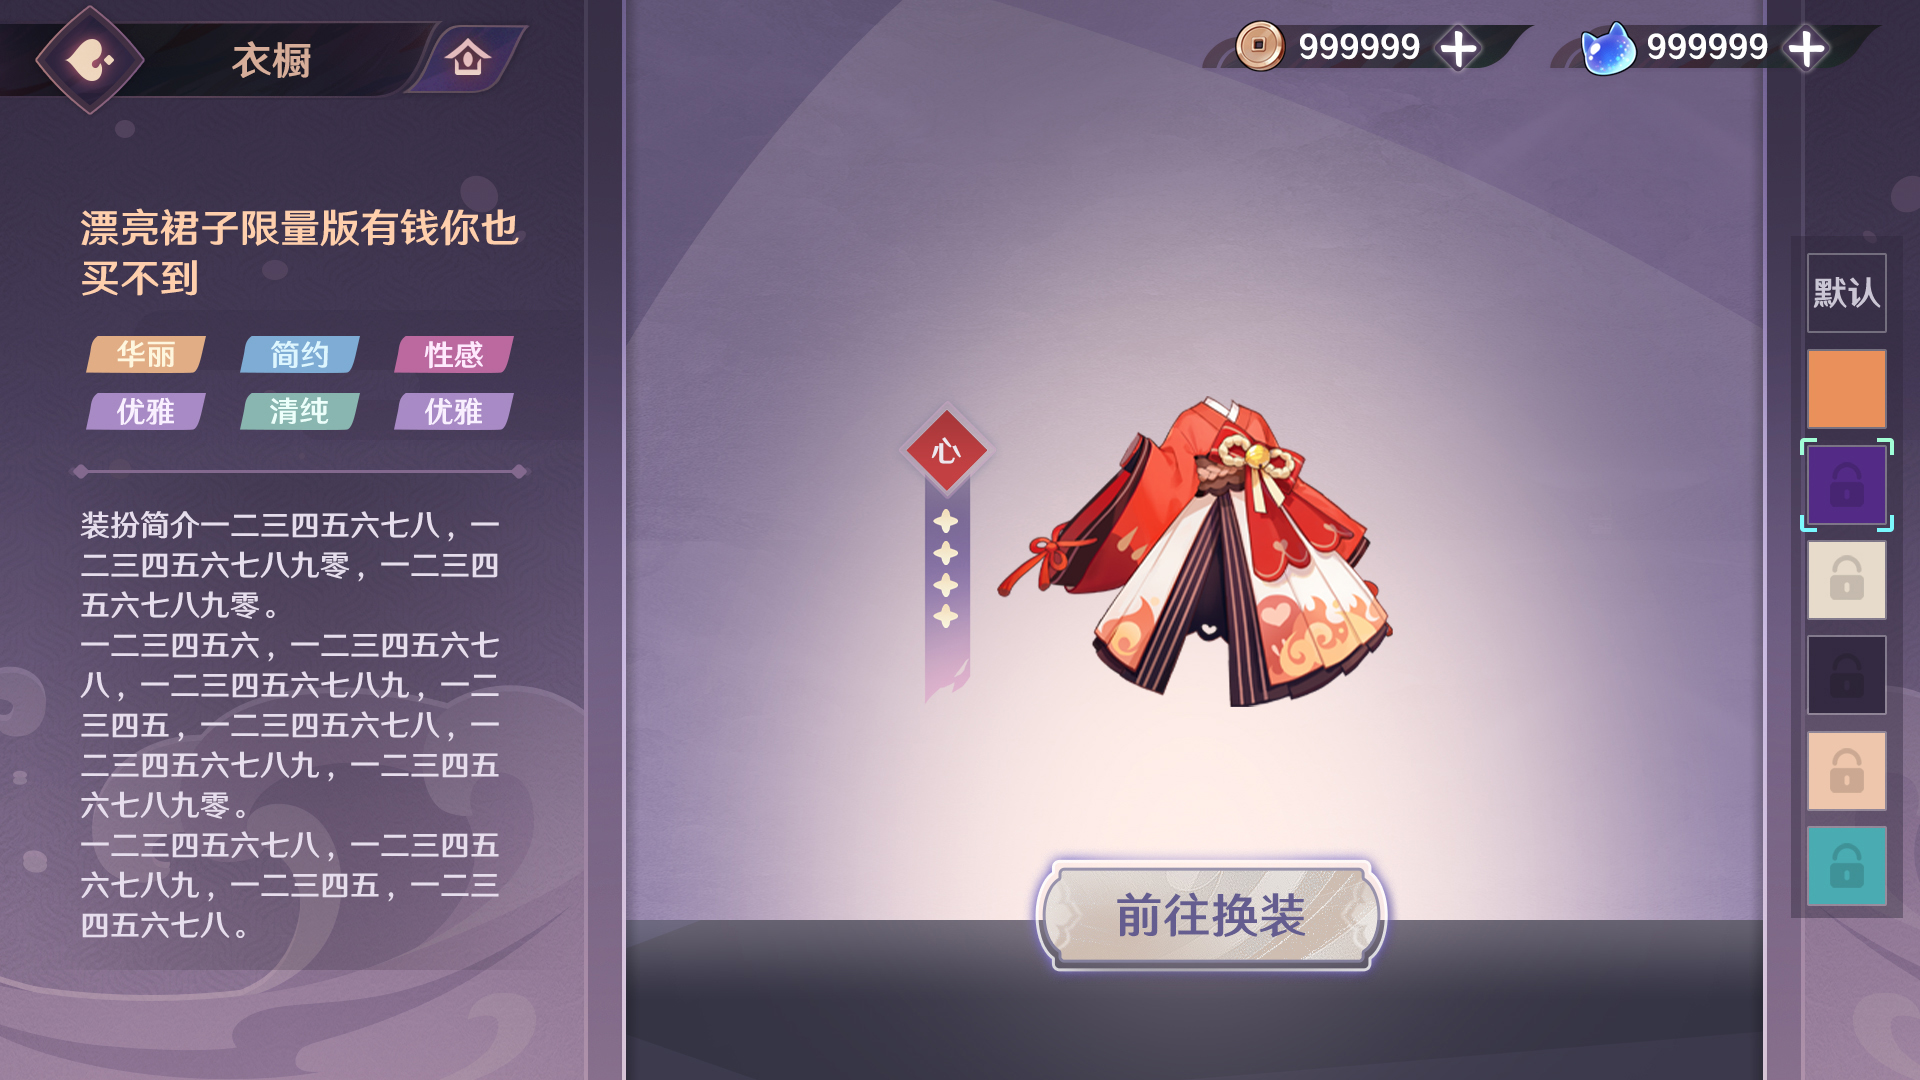 衣橱
999999
999999
漂亮裙子限量版有钱你也
买不到
华丽 简约 性感
优雅 清纯 优雅
装扮简介一二三四五六七八，一
二三四五六七八九零，一二三四
五六七八九零。
一二三四五六，一二三四五六七
八，一二三四五六七八九，一二
三四五，一二三四五六七八，一
二三四五六七八九，一二三四五
六七八九零。
一二三四五六七八，一二三四五
六七八九，一二三四五，一二三
四五六七八。
心
前往换装
默认